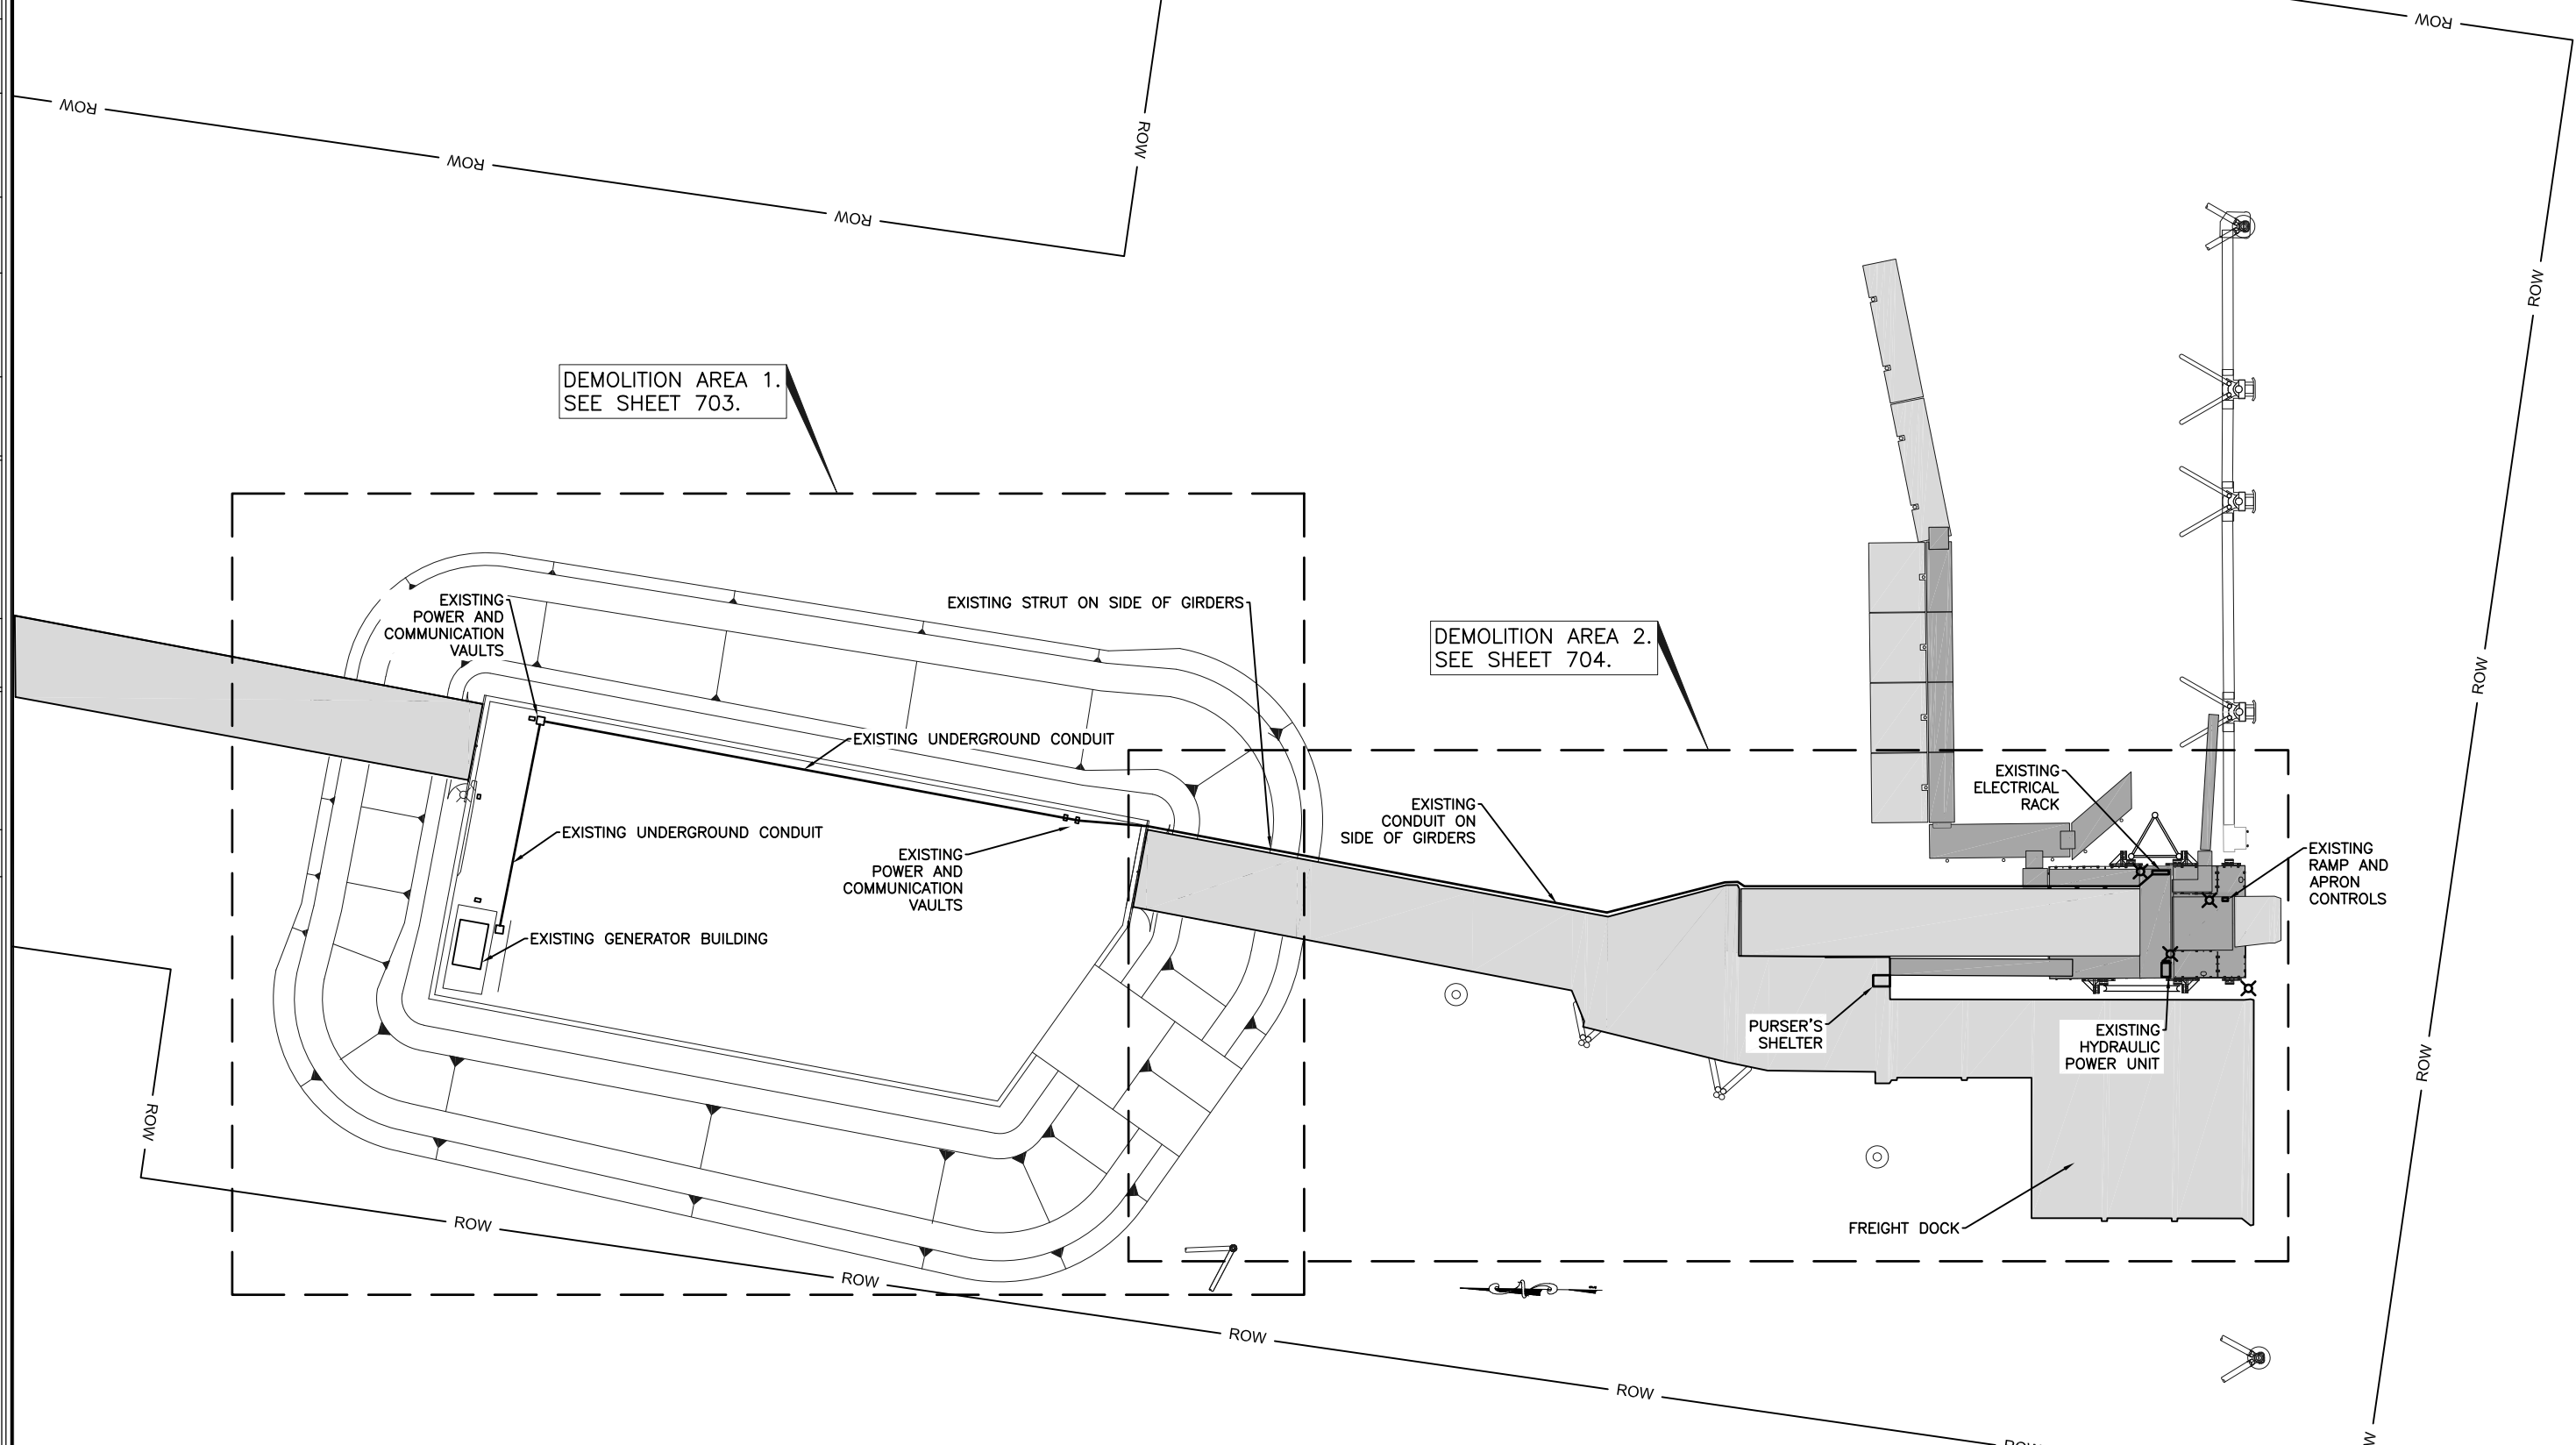 ROW
ROW
ROW
ROW
ROW
ROW
DEMOLITION AREA 1.
SEE SHEET 703.
EXISTING
POWER AND
COMMUNICATION
VAULTS
EXISTING STRUT ON SIDE OF GIRDERS
DEMOLITION AREA 2.
SEE SHEET 704.
ROW
EXISTING UNDERGROUND CONDUIT
EXISTING
ELECTRICAL
RACK
EXISTING
CONDUIT ON
SIDE OF GIRDERS
EXISTING UNDERGROUND CONDUIT
EXISTING
POWER AND
COMMUNICATION
VAULTS
EXISTING
RAMP AND
APRON
CONTROLS
EXISTING GENERATOR BUILDING
PURSER'S
SHELTER
EXISTING
HYDRAULIC
POWER UNIT
ROW
ROW
FREIGHT DOCK
ROW
ROW
ROW
ROW
ROW